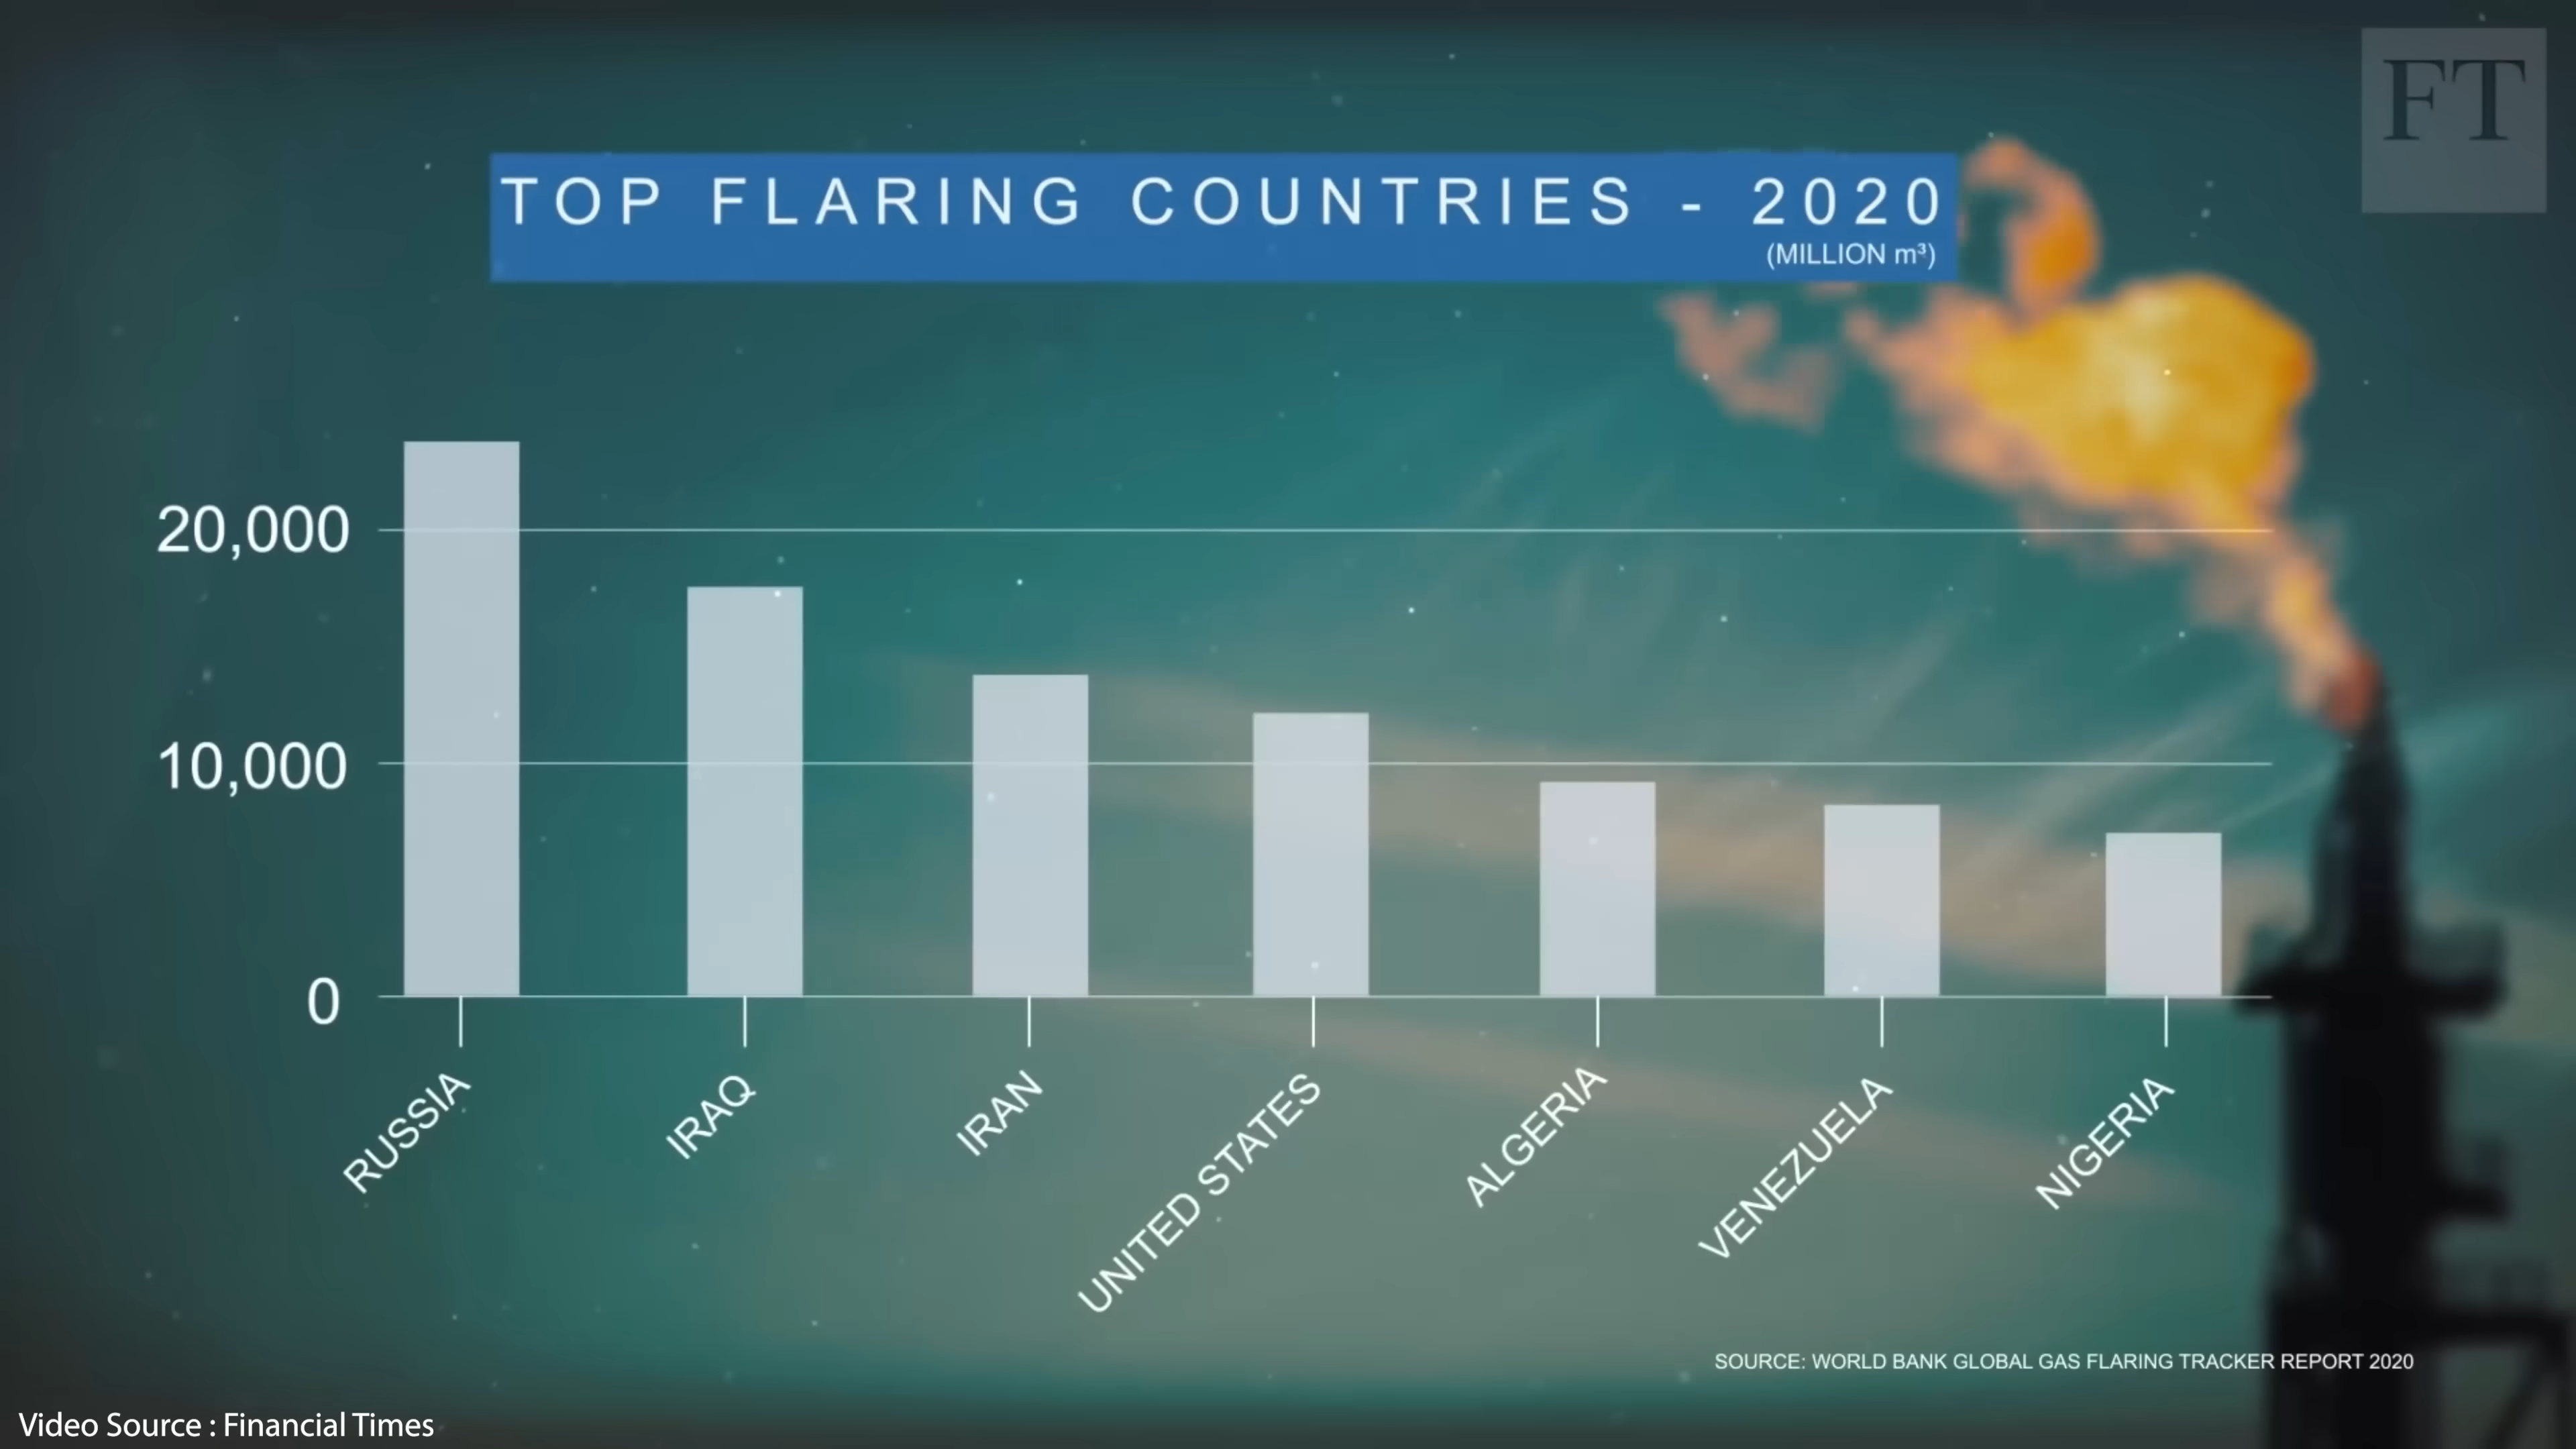 FT
TOP FLARING COUNTRIES - 2020
(MILLION m³)
20,000
10,000
0
RUSSIA
IRAQ
IRAN
UNITED STATES
ALGERIA
VENEZUELA
NIGERIA
SOURCE: WORLD BANK GLOBAL GAS FLARING TRACKER REPORT 2020
Video Source : Financial Times